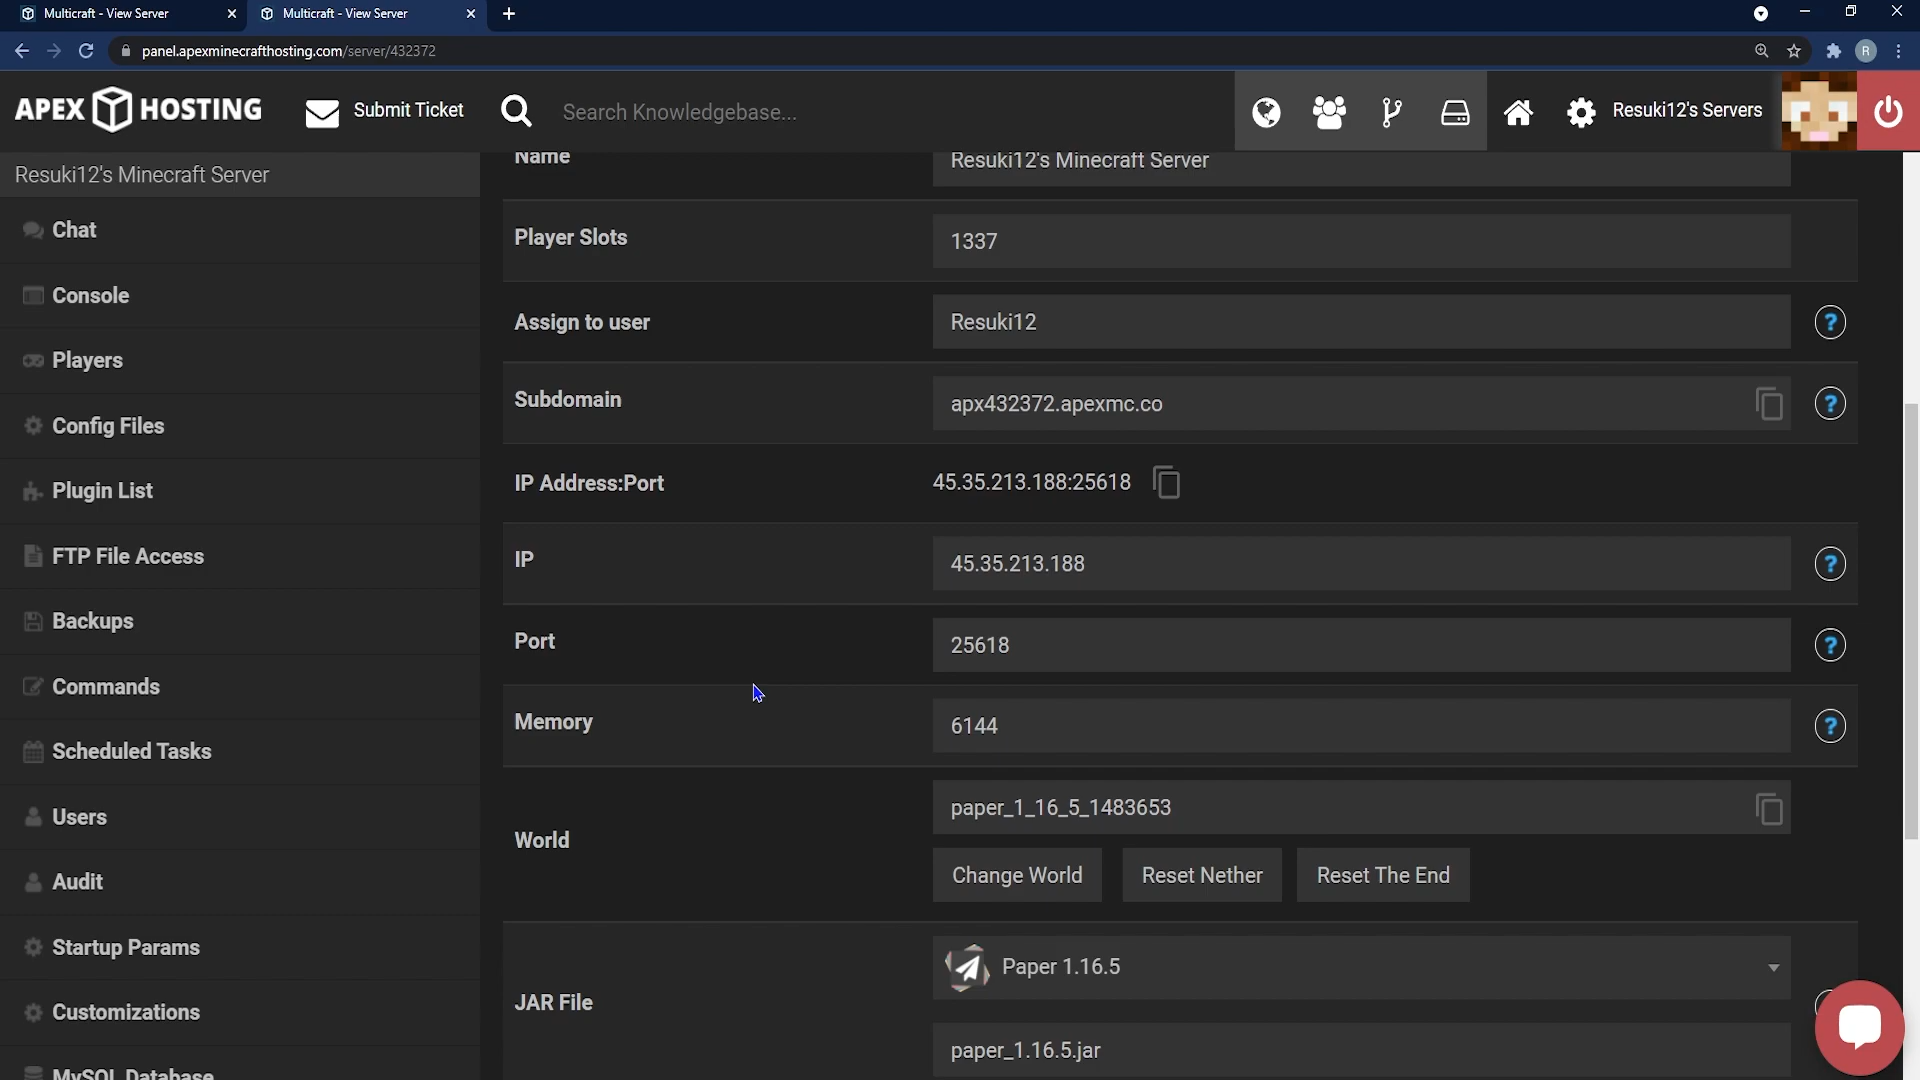 Multicraft - View Server
Multicraft - View Server
panel.apexminecrafthosting.com/server/432372
R
APEX HOSTING
Submit Ticket
Search Knowledgebase...
Resuki12's Servers
Resuki12's Minecraft Server
Chat
Console
Players
Config Files
Plugin List
FTP File Access
Backups
Commands
Scheduled Tasks
Users
Audit
Startup Params
Customizations
MySQL Database
Name
Resuki12's Minecraft Server
Player Slots
1337
Assign to user
Resuki12
?
Subdomain
apx432372.apexmc.co
?
IP Address:Port
45.35.213.188:25618
IP
45.35.213.188
?
Port
25618
?
Memory
6144
?
World
paper_1_16_5_1483653
Change World
Reset Nether
Reset The End
JAR File
Paper 1.16.5
paper_1.16.5.jar